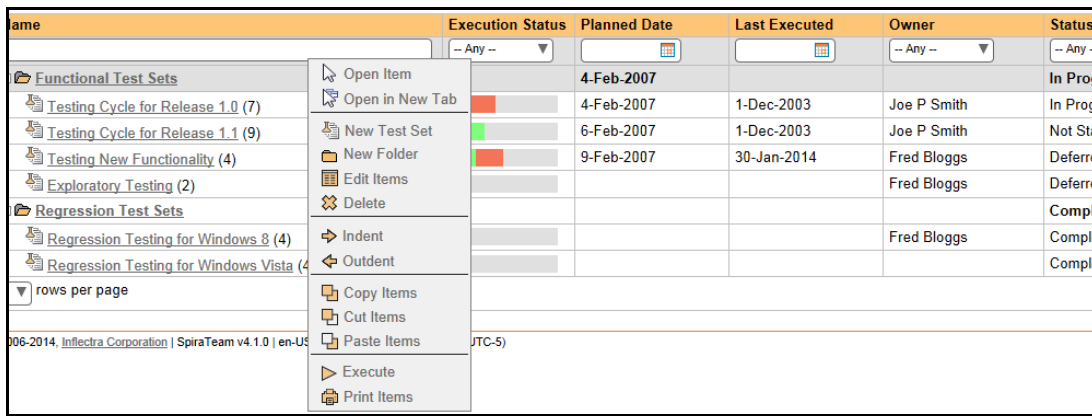 ame Execution Status Planned Date Last Executed Owner Status
-- Any -- -- Any -- -- Any -
Functional Test Sets 4-Feb-2007 In Pro
Testing Cycle for Release 1.0 (7) 4-Feb-2007 1-Dec-2003 Joe P Smith In Prog
Testing Cycle for Release 1.1 (9) 6-Feb-2007 1-Dec-2003 Joe P Smith Not Sta
Testing New Functionality (4) 9-Feb-2007 30-Jan-2014 Fred Bloggs Deferre
Exploratory Testing (2) Fred Bloggs Deferre
Regression Test Sets Compl
Regression Testing for Windows 8 (4) Fred Bloggs Compl
Regression Testing for Windows Vista (4 Compl
rows per page
006-2014, Inflectra Corporation | SpiraTeam v4.1.0 | en-US UTC-5)
Open Item
Open in New Tab
New Test Set
New Folder
Edit Items
Delete
Indent
Outdent
Copy Items
Cut Items
Paste Items
Execute
Print Items